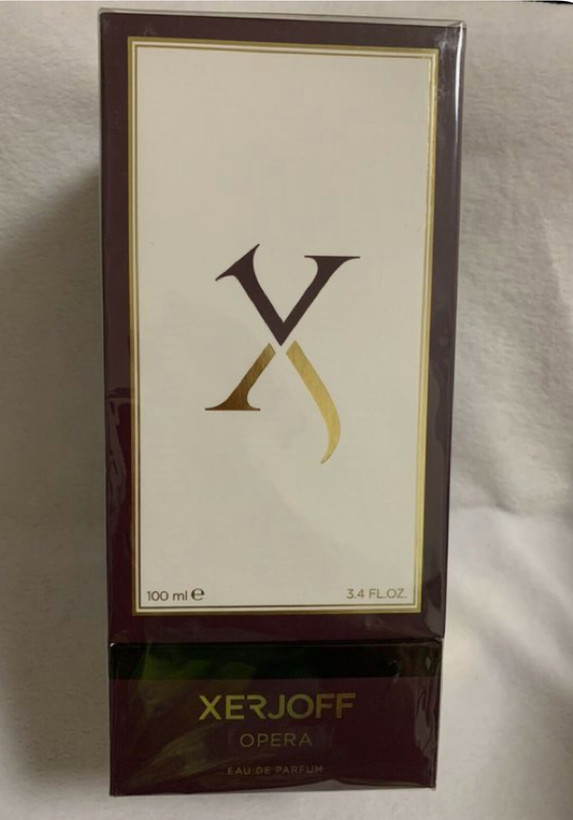 X
100 ml ℮
3.4 FL.OZ.
XERJOFF
OPERA
EAU DE PARFUM